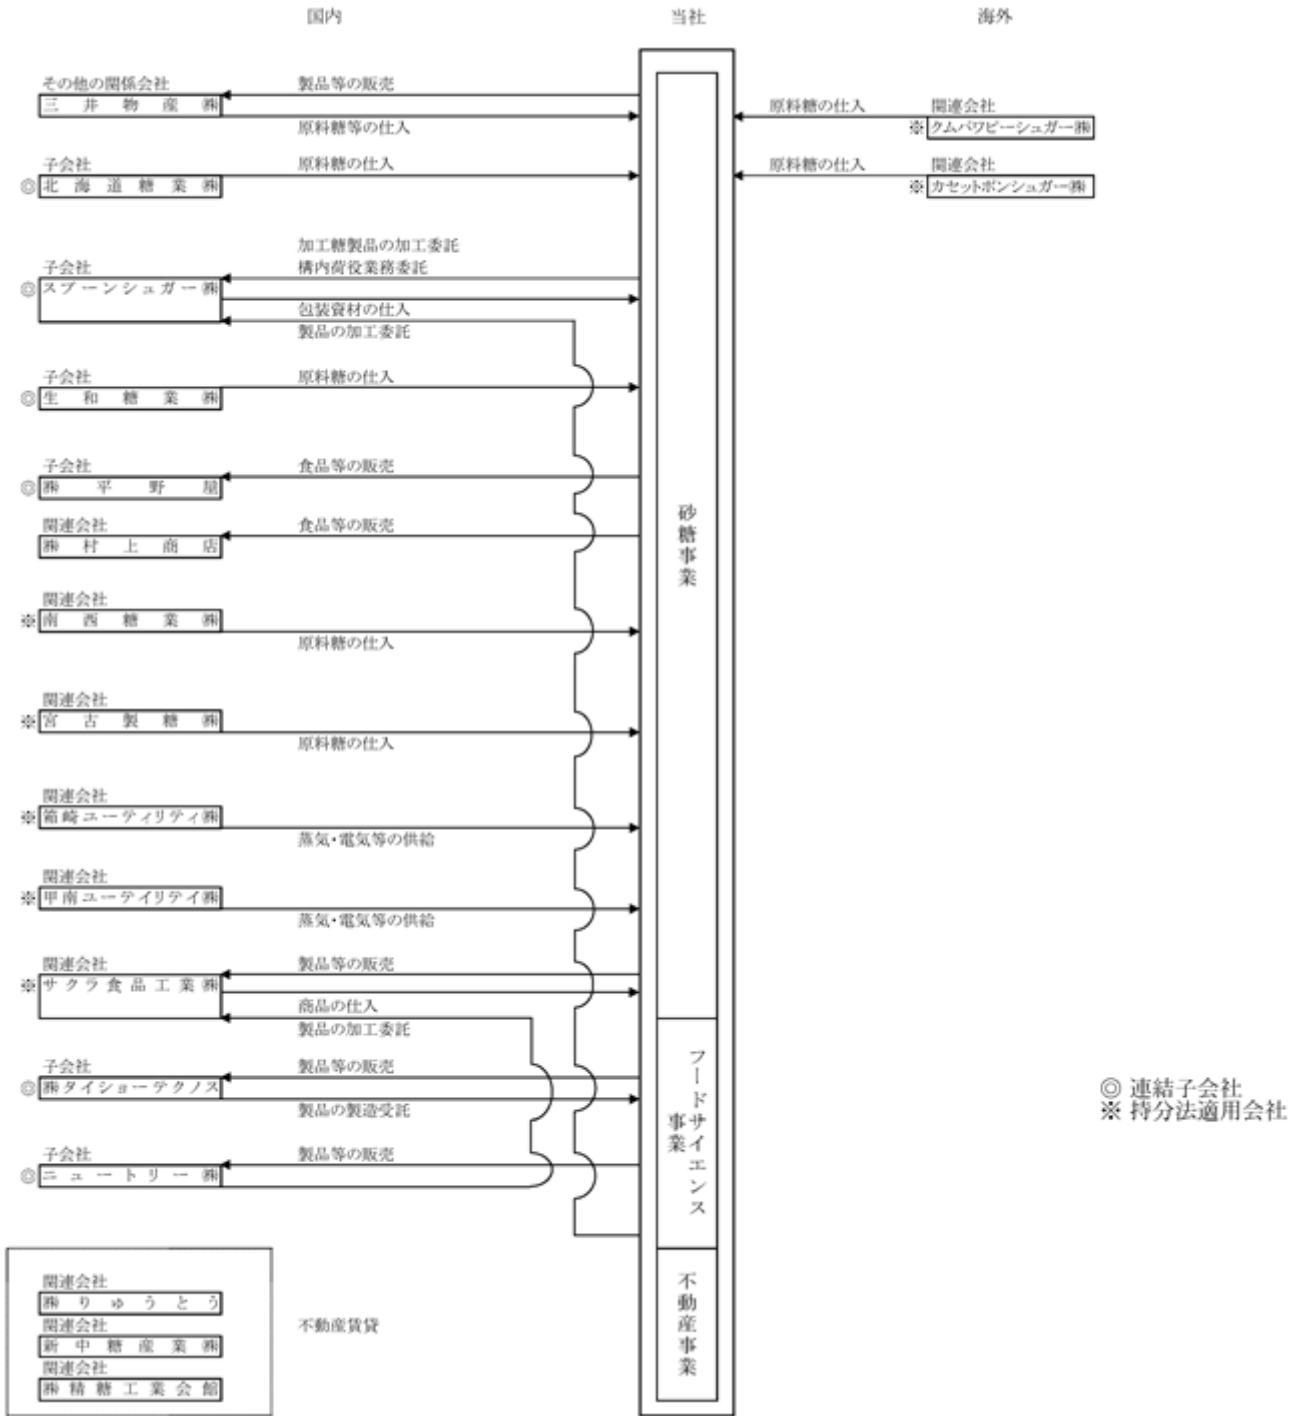 国内
当社
海外
その他の関係会社
三井物産㈱
製品等の販売
原料糖等の仕入
原料糖の仕入
関連会社
※クムパワピーシュガー㈱
子会社
◎北海道糖業㈱
原料糖の仕入
原料糖の仕入
関連会社
※カセットポンシュガー㈱
子会社
◎スプーンシュガー㈱
加工糖製品の加工委託
構内荷役業務委託
包装資材の仕入
製品の加工委託
子会社
◎生和糖業㈱
原料糖の仕入
子会社
◎㈱平野屋
食品等の販売
関連会社
㈱村上商店
食品等の販売
砂糖事業
関連会社
※南西糖業㈱
原料糖の仕入
関連会社
※宮古製糖㈱
原料糖の仕入
関連会社
※箱崎ユーティリティ㈱
蒸気・電気等の供給
関連会社
※甲南ユーテイリテイ㈱
蒸気・電気等の供給
関連会社
※サクラ食品工業㈱
製品等の販売
商品の仕入
製品の加工委託
子会社
◎㈱タイショーテクノス
製品等の販売
製品の製造受託
フードサイエンス
事業
◎ 連結子会社
※ 持分法適用会社
子会社
◎ニュートリー㈱
製品等の販売
関連会社
㈱りゅうとう
関連会社
新中糖産業㈱
関連会社
㈱精糖工業会館
不動産賃貸
不動産事業